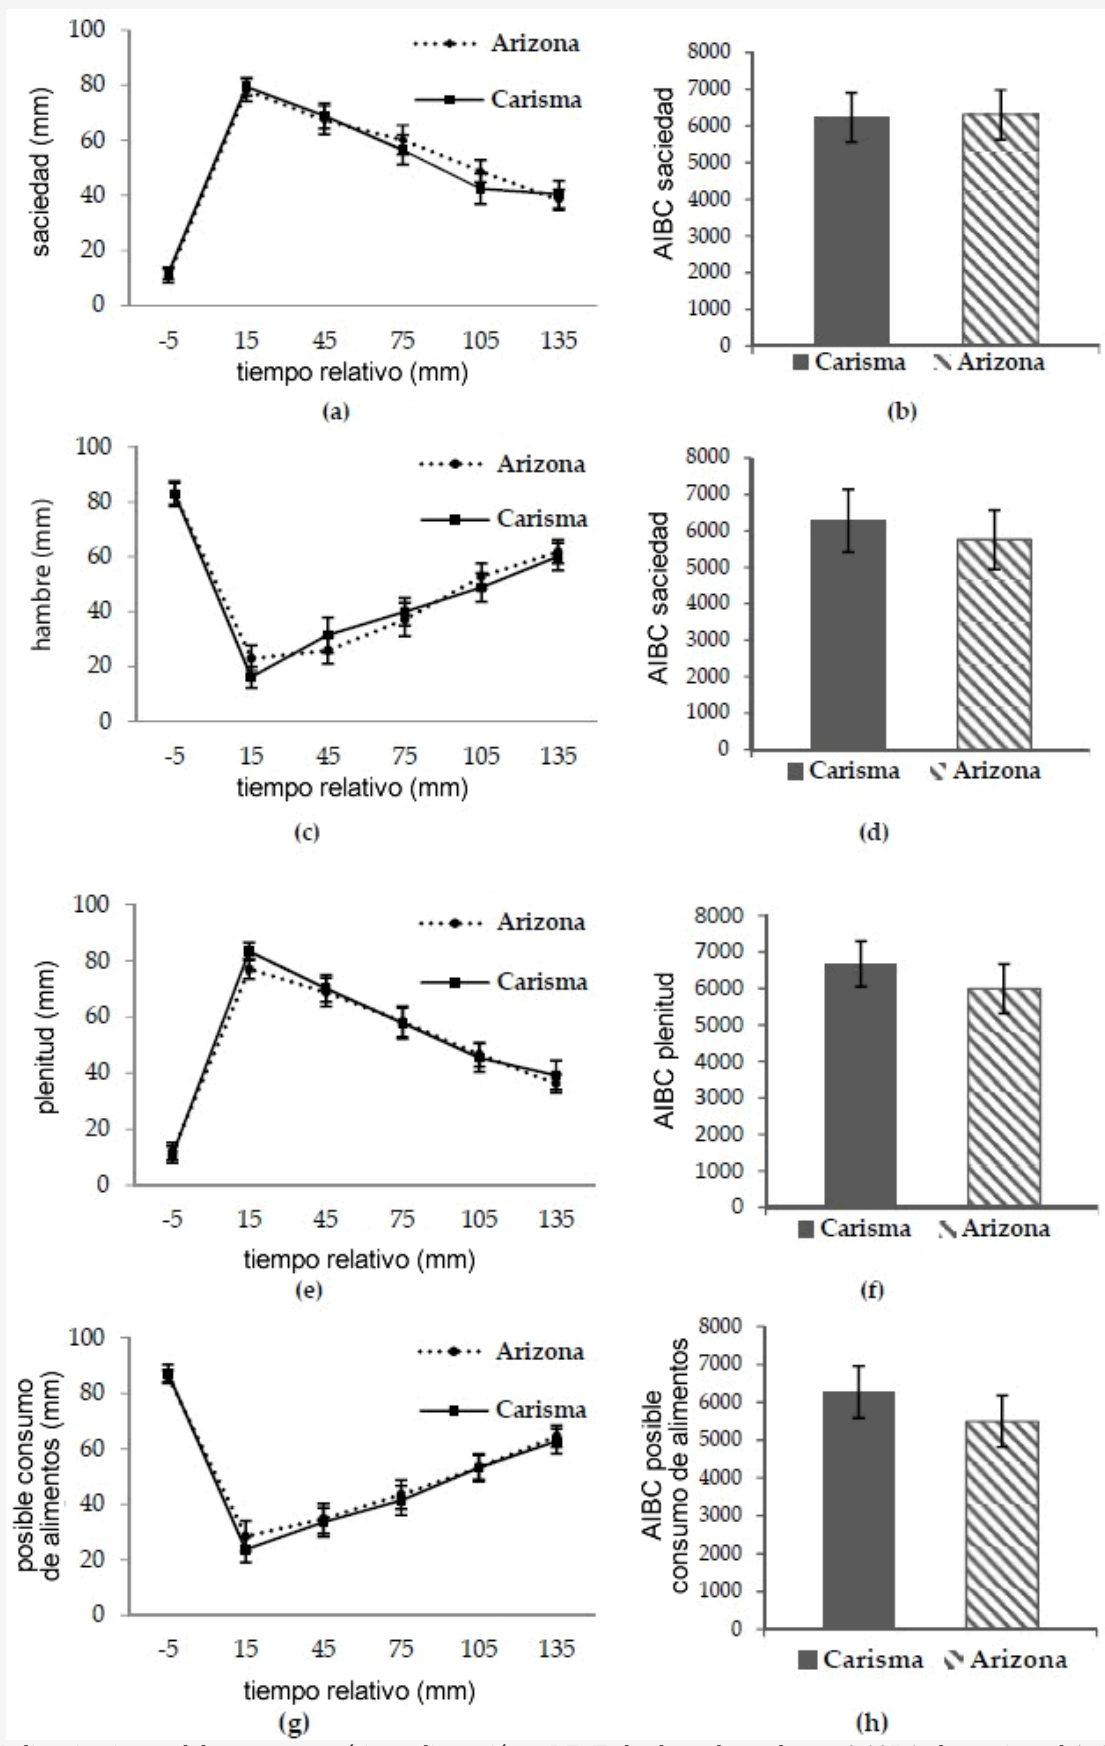 100
80
60
40
20
0
saciedad (mm)
Arizona
Carisma
-5 15 45 75 105 135
tiempo relativo (mm)
(a)
8000
7000
6000
5000
4000
3000
2000
1000
0
AIBC saciedad
Carisma Arizona
(b)
100
80
60
40
20
0
hambre (mm)
Arizona
Carisma
-5 15 45 75 105 135
tiempo relativo (mm)
(c)
8000
7000
6000
5000
4000
3000
2000
1000
0
AIBC saciedad
Carisma Arizona
(d)
100
80
60
40
20
0
plenitud (mm)
Arizona
Carisma
-5 15 45 75 105 135
tiempo relativo (mm)
(e)
8000
7000
6000
5000
4000
3000
2000
1000
0
AIBC plenitud
Carisma Arizona
(f)
100
80
60
40
20
0
posible consumo
de alimentos (mm)
Arizona
Carisma
-5 15 45 75 105 135
tiempo relativo (mm)
(g)
8000
7000
6000
5000
4000
3000
2000
1000
0
AIBC posible
consumo de alimentos
Carisma Arizona
(h)